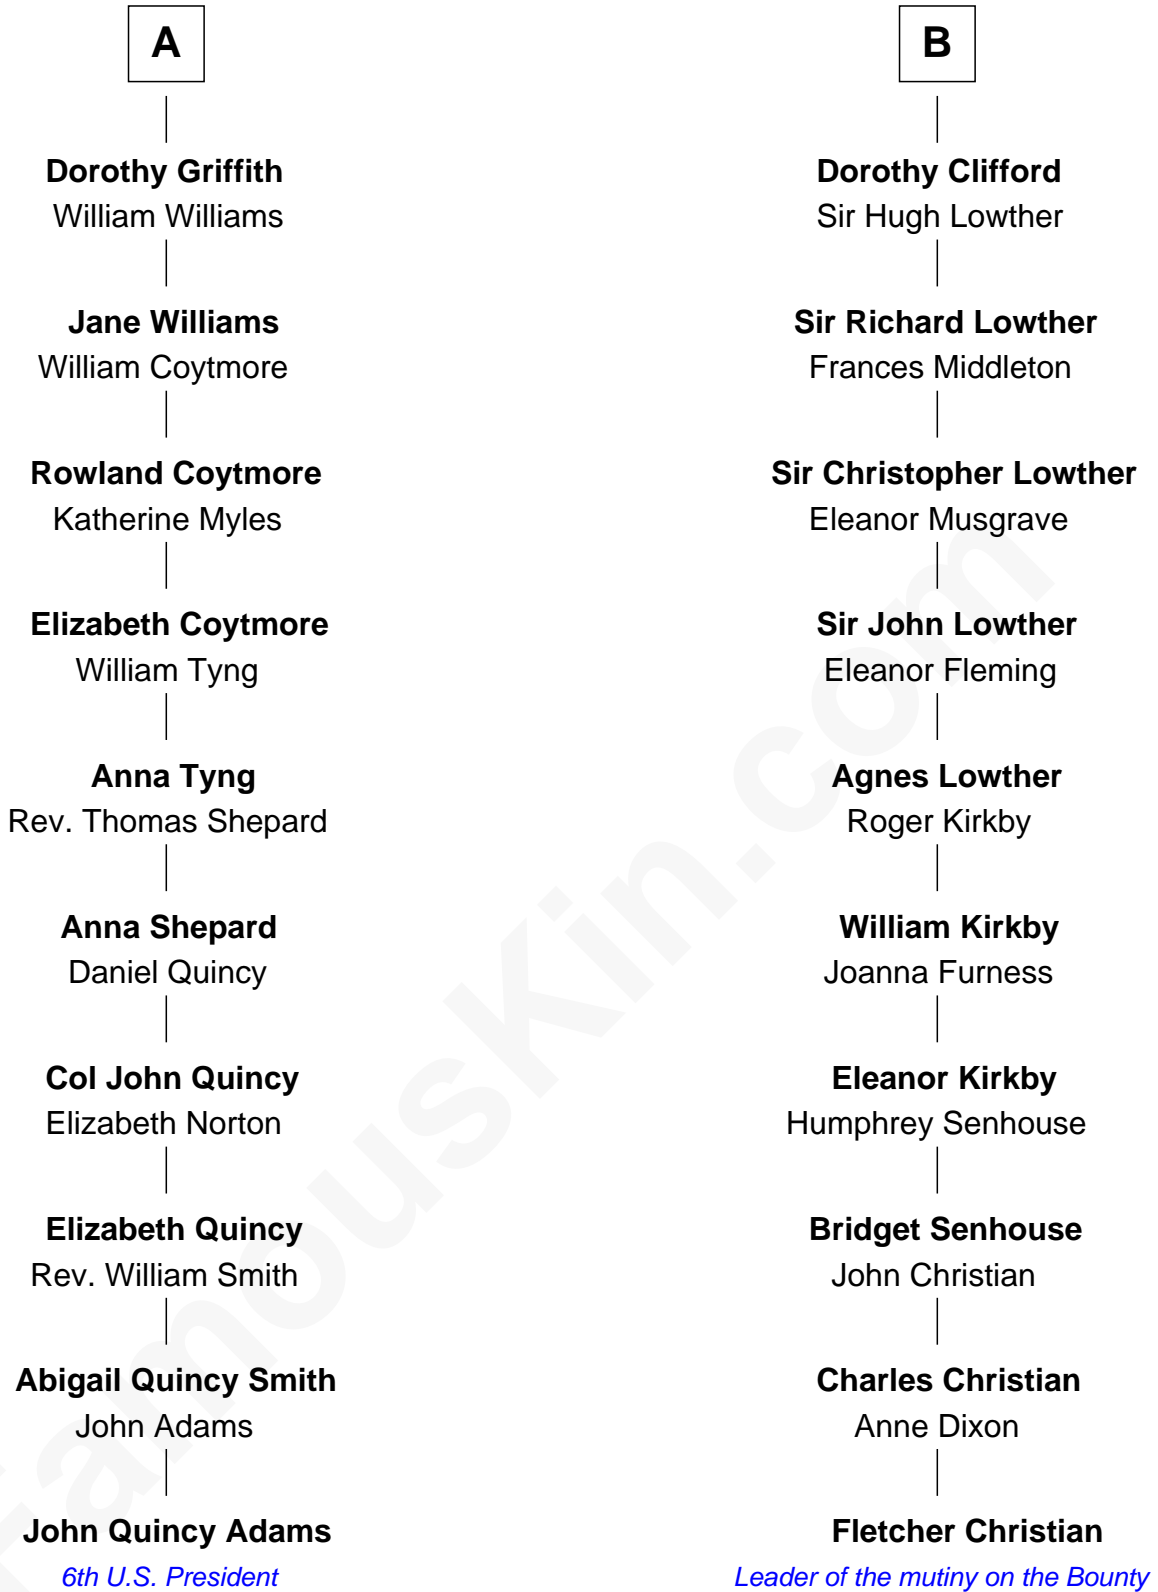 A
Dorothy Griffith
William Williams
Jane Williams
William Coytmore
Rowland Coytmore
Katherine Myles
Elizabeth Coytmore
William Tyng
Anna Tyng
Rev. Thomas Shepard
Anna Shepard
Daniel Quincy
Col John Quincy
Elizabeth Norton
Elizabeth Quincy
Rev. William Smith
Abigail Quincy Smith
John Adams
John Quincy Adams
6th U.S. President
B
Dorothy Clifford
Sir Hugh Lowther
Sir Richard Lowther
Frances Middleton
Sir Christopher Lowther
Eleanor Musgrave
Sir John Lowther
Eleanor Fleming
Agnes Lowther
Roger Kirkby
William Kirkby
Joanna Furness
Eleanor Kirkby
Humphrey Senhouse
Bridget Senhouse
John Christian
Charles Christian
Anne Dixon
Fletcher Christian
Leader of the mutiny on the Bounty
FamousKin.com